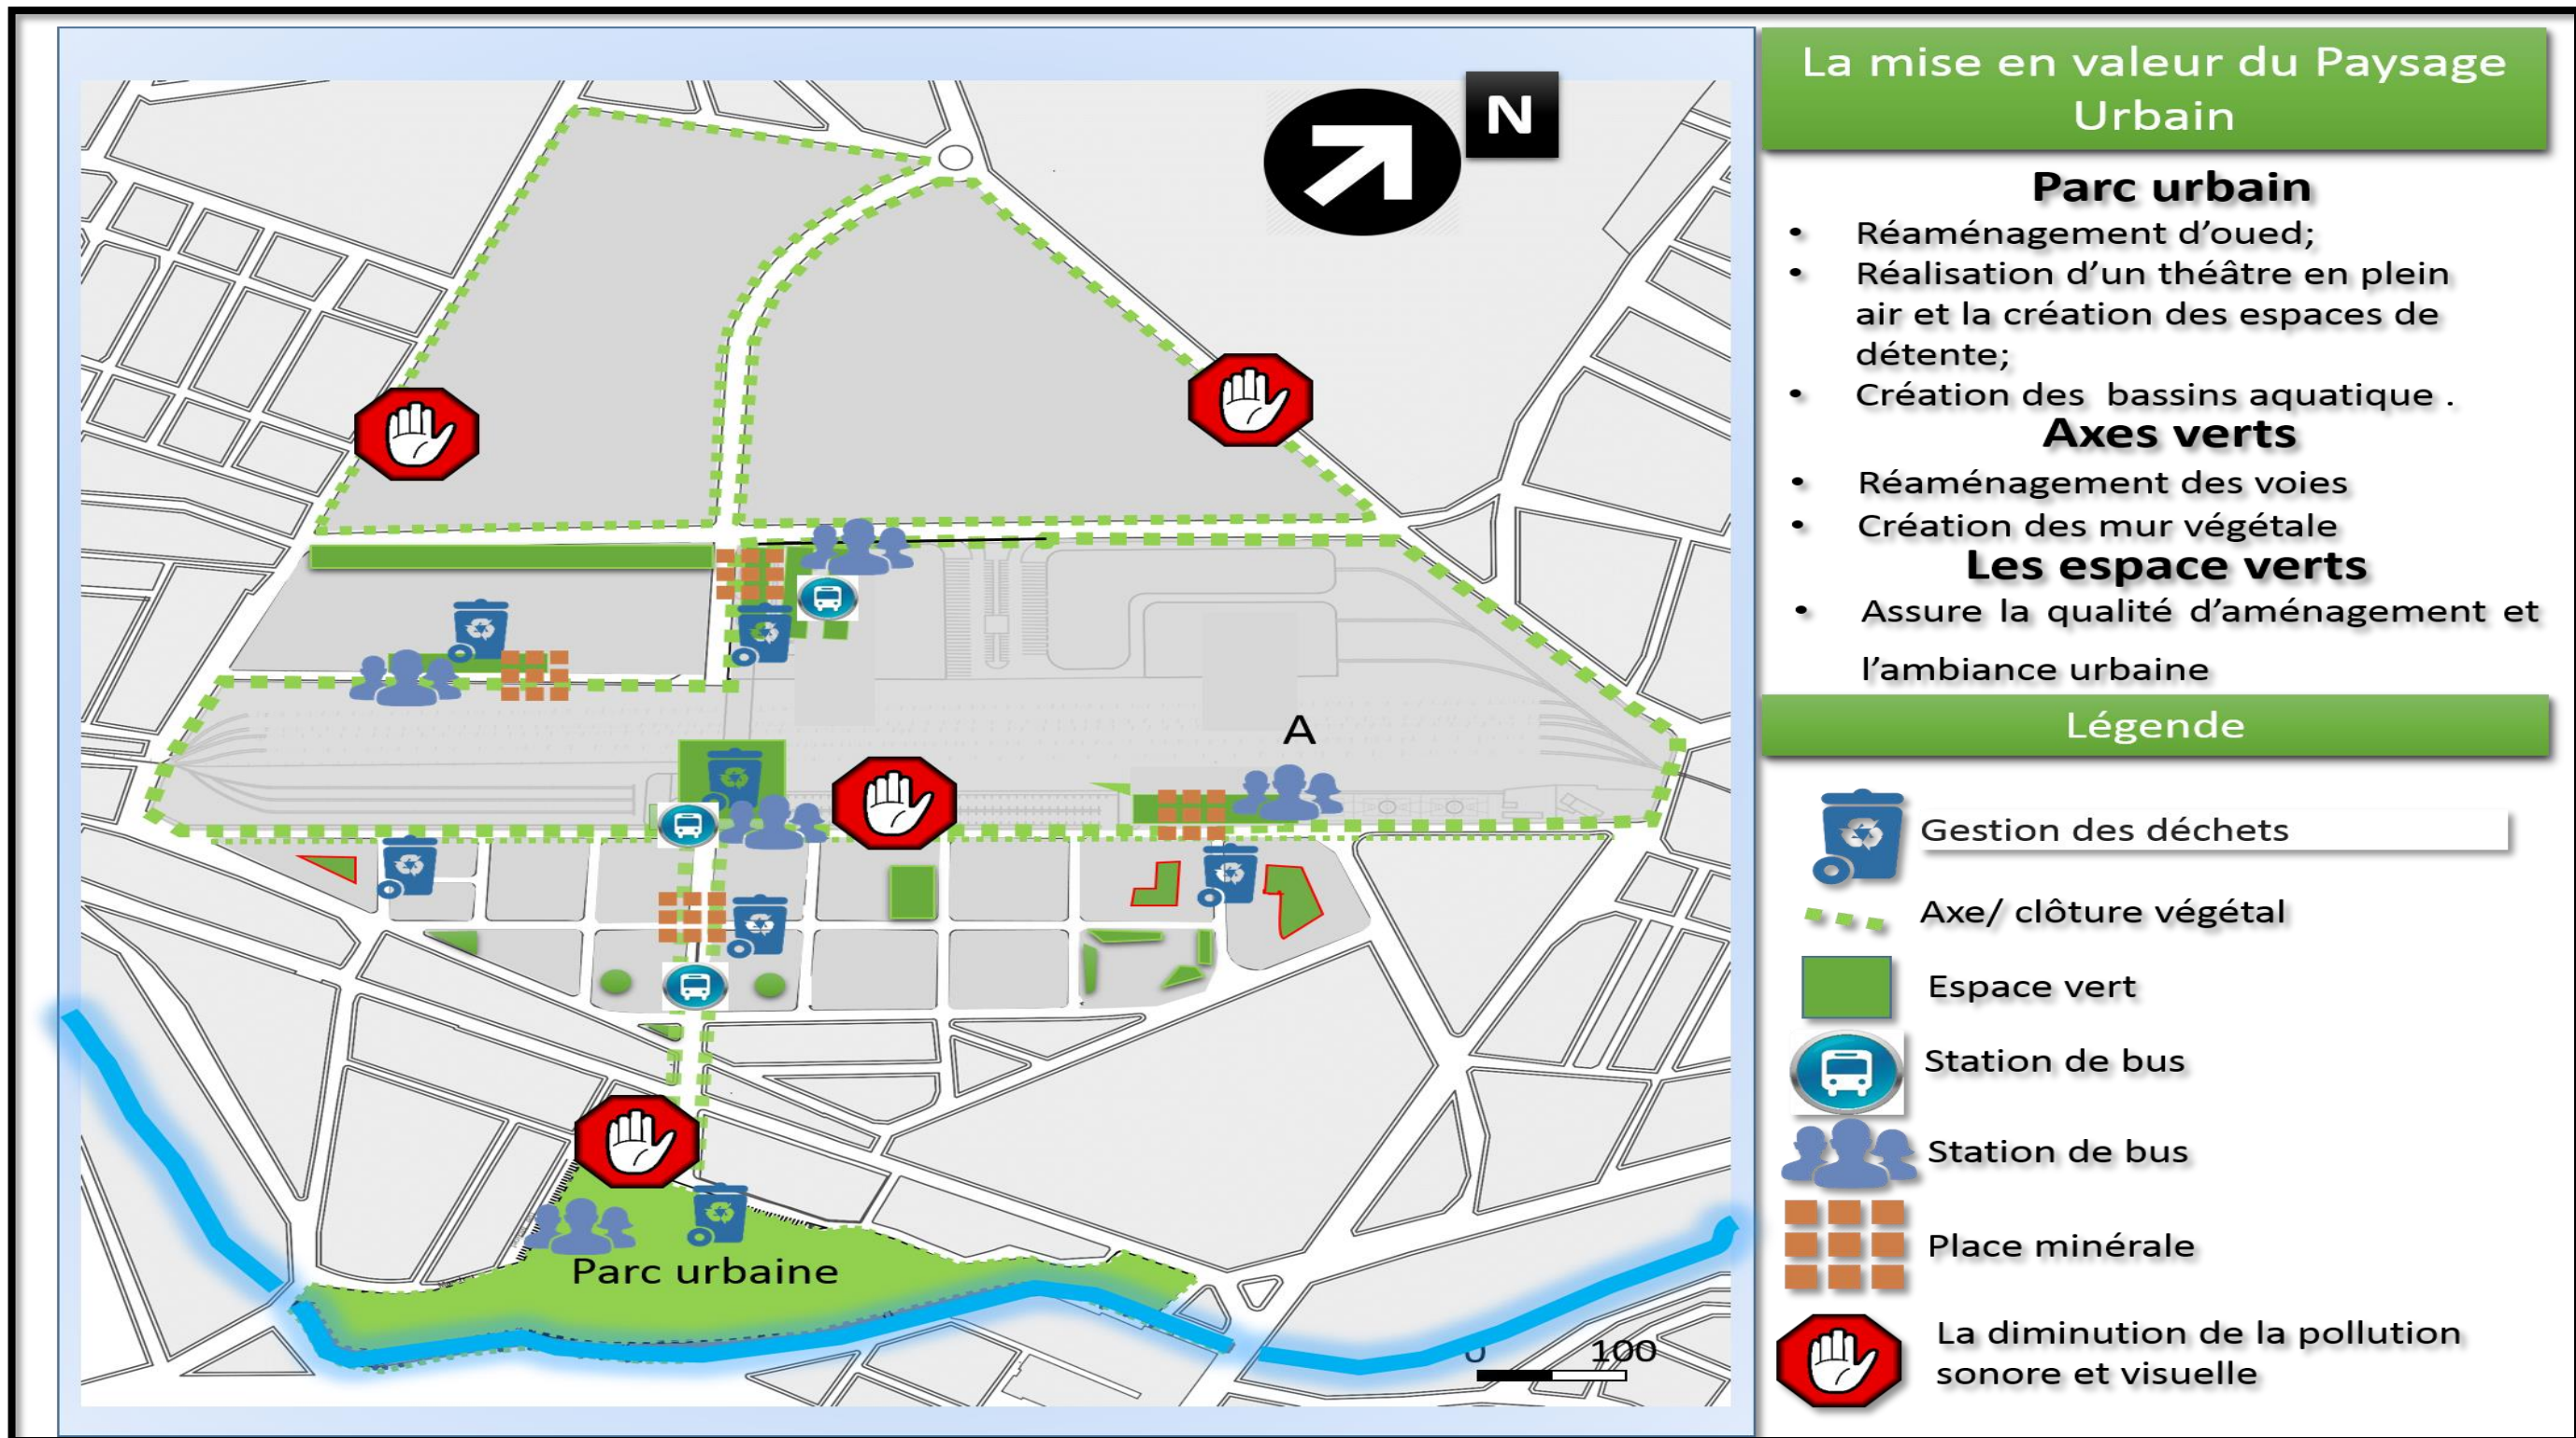 N
A
Parc urbaine
0 100
La mise en valeur du Paysage
Urbain
Parc urbain
• Réaménagement d’oued;
• Réalisation d’un théâtre en plein
air et la création des espaces de
détente;
• Création des bassins aquatique .
Axes verts
• Réaménagement des voies
• Création des mur végétale
Les espace verts
• Assure la qualité d’aménagement et
l’ambiance urbaine
Légende
Gestion des déchets
Axe/ clôture végétal
Espace vert
Station de bus
Station de bus
Place minérale
La diminution de la pollution
sonore et visuelle